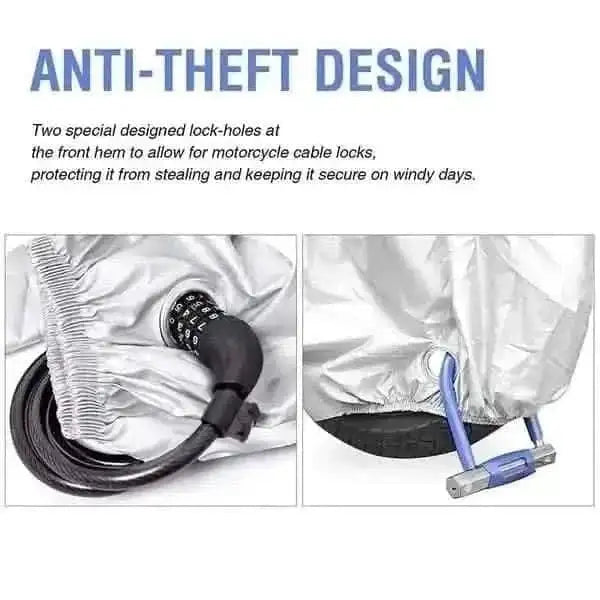 ANTI-THEFT DESIGN
Two special designed lock-holes at
the front hem to allow for motorcycle cable locks,
protecting it from stealing and keeping it secure on windy days.